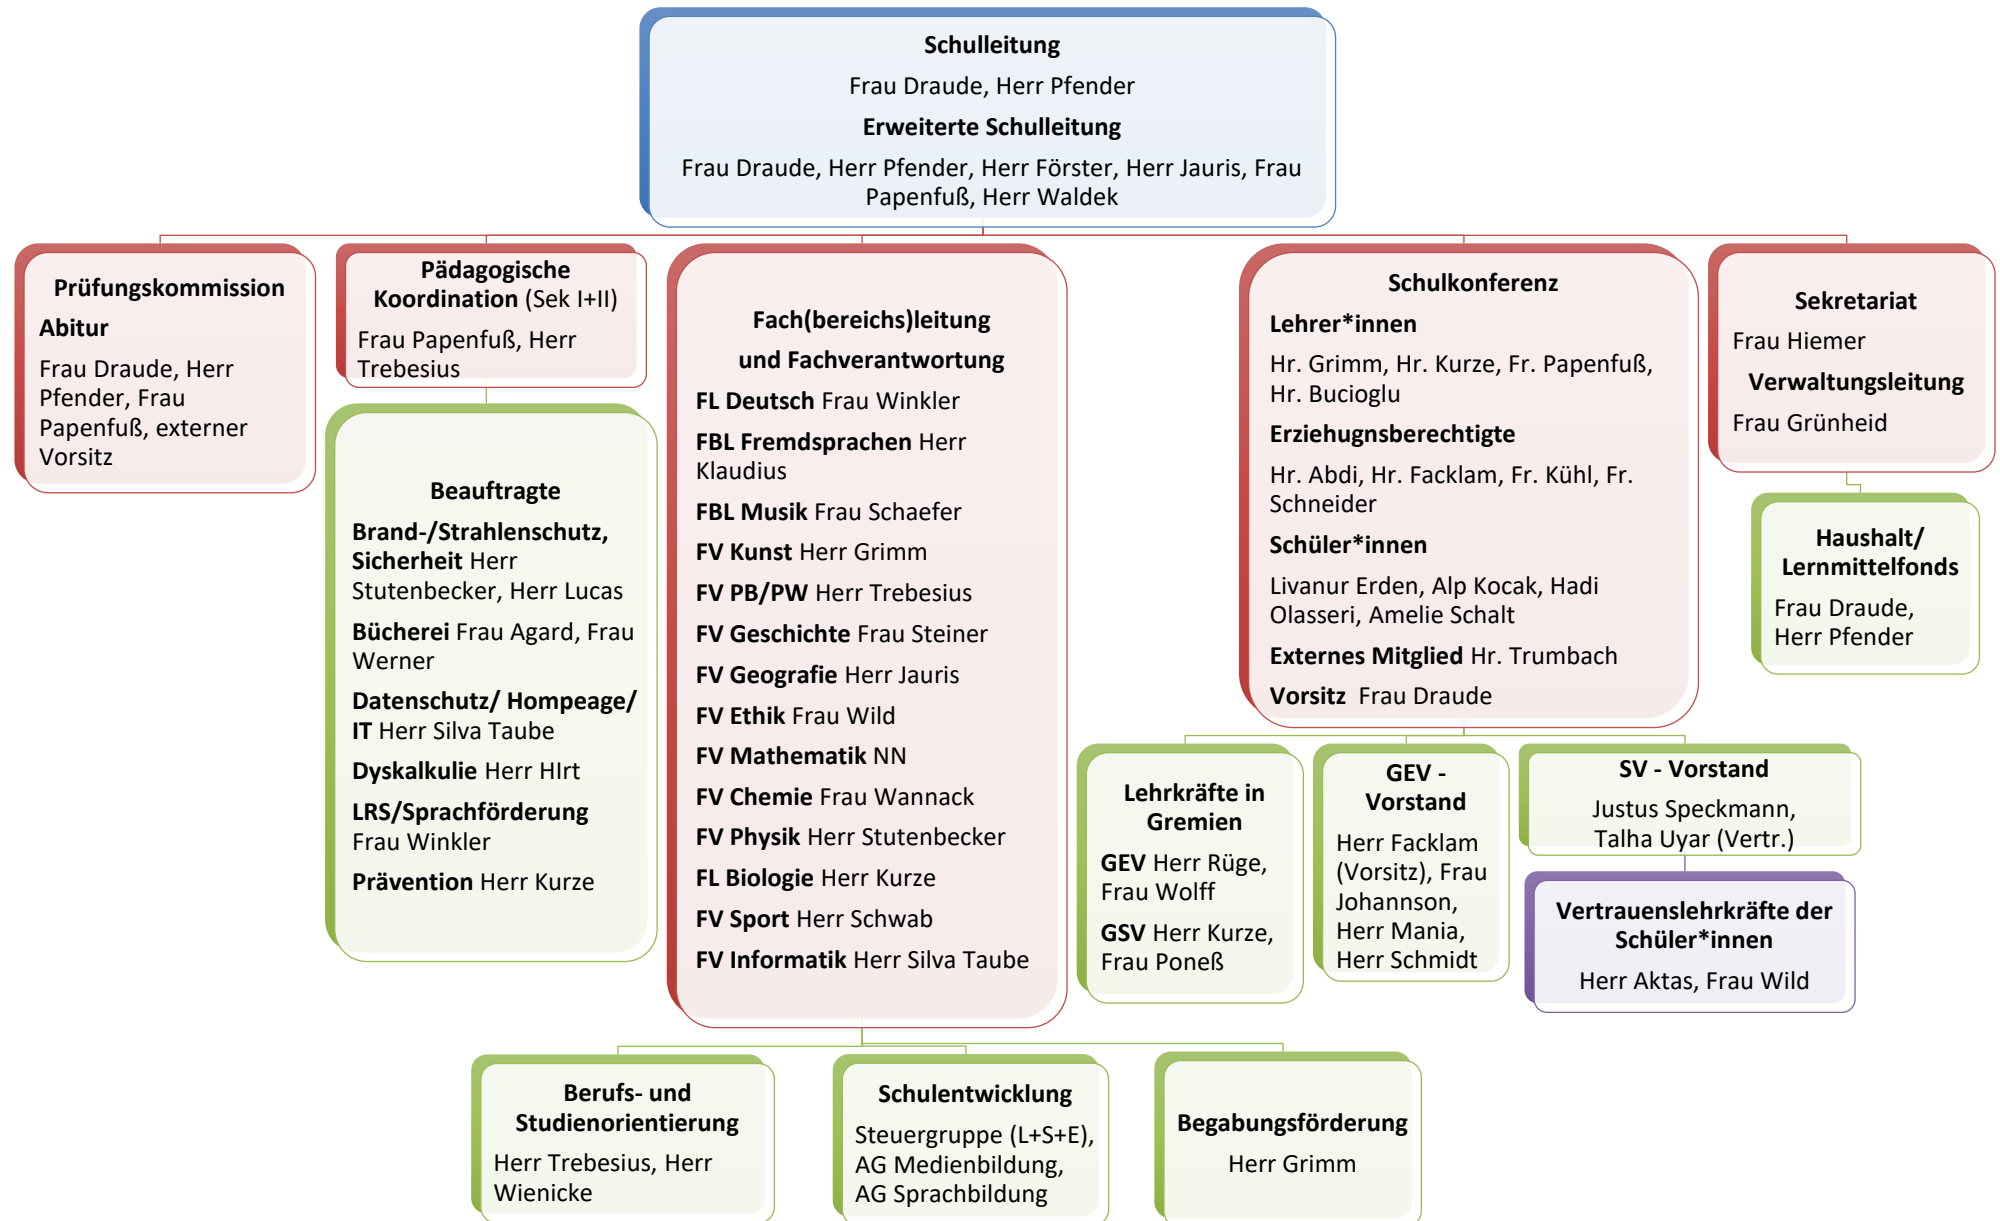 Schulleitung
Frau Draude, Herr Pfender
Erweiterte Schulleitung
Frau Draude, Herr Pfender, Herr Förster, Herr Jauris, Frau
Papenfuß, Herr Waldek
Prüfungskommission
Abitur
Frau Draude, Herr
Pfender, Frau
Papenfuß, externer
Vorsitz
Pädagogische
Koordination (Sek I+II)
Frau Papenfuß, Herr
Trebesius
Beauftragte
Brand-/Strahlenschutz,
Sicherheit Herr
Stutenbecker, Herr Lucas
Bücherei Frau Agard, Frau
Werner
Datenschutz/ Hompeage/
IT Herr Silva Taube
Dyskalkulie Herr HIrt
LRS/Sprachförderung
Frau Winkler
Prävention Herr Kurze
Fach(bereichs)leitung
und Fachverantwortung
FL Deutsch Frau Winkler
FBL Fremdsprachen Herr
Klaudius
FBL Musik Frau Schaefer
FV Kunst Herr Grimm
FV PB/PW Herr Trebesius
FV Geschichte Frau Steiner
FV Geografie Herr Jauris
FV Ethik Frau Wild
FV Mathematik NN
FV Chemie Frau Wannack
FV Physik Herr Stutenbecker
FL Biologie Herr Kurze
FV Sport Herr Schwab
FV Informatik Herr Silva Taube
Berufs- und
Studienorientierung
Herr Trebesius, Herr
Wienicke
Schulentwicklung
Steuergruppe (L+S+E),
AG Medienbildung,
AG Sprachbildung
Begabungsförderung
Herr Grimm
Schulkonferenz
Lehrer*innen
Hr. Grimm, Hr. Kurze, Fr. Papenfuß,
Hr. Bucioglu
Erziehugnsberechtigte
Hr. Abdi, Hr. Facklam, Fr. Kühl, Fr.
Schneider
Schüler*innen
Livanur Erden, Alp Kocak, Hadi
Olasseri, Amelie Schalt
Externes Mitglied Hr. Trumbach
Vorsitz Frau Draude
Lehrkräfte in
Gremien
GEV Herr Rüge,
Frau Wolff
GSV Herr Kurze,
Frau Poneß
GEV -
Vorstand
Herr Facklam
(Vorsitz), Frau
Johannson,
Herr Mania,
Herr Schmidt
SV - Vorstand
Justus Speckmann,
Talha Uyar (Vertr.)
Vertrauenslehrkräfte der
Schüler*innen
Herr Aktas, Frau Wild
Sekretariat
Frau Hiemer
Verwaltungsleitung
Frau Grünheid
Haushalt/
Lernmittelfonds
Frau Draude,
Herr Pfender